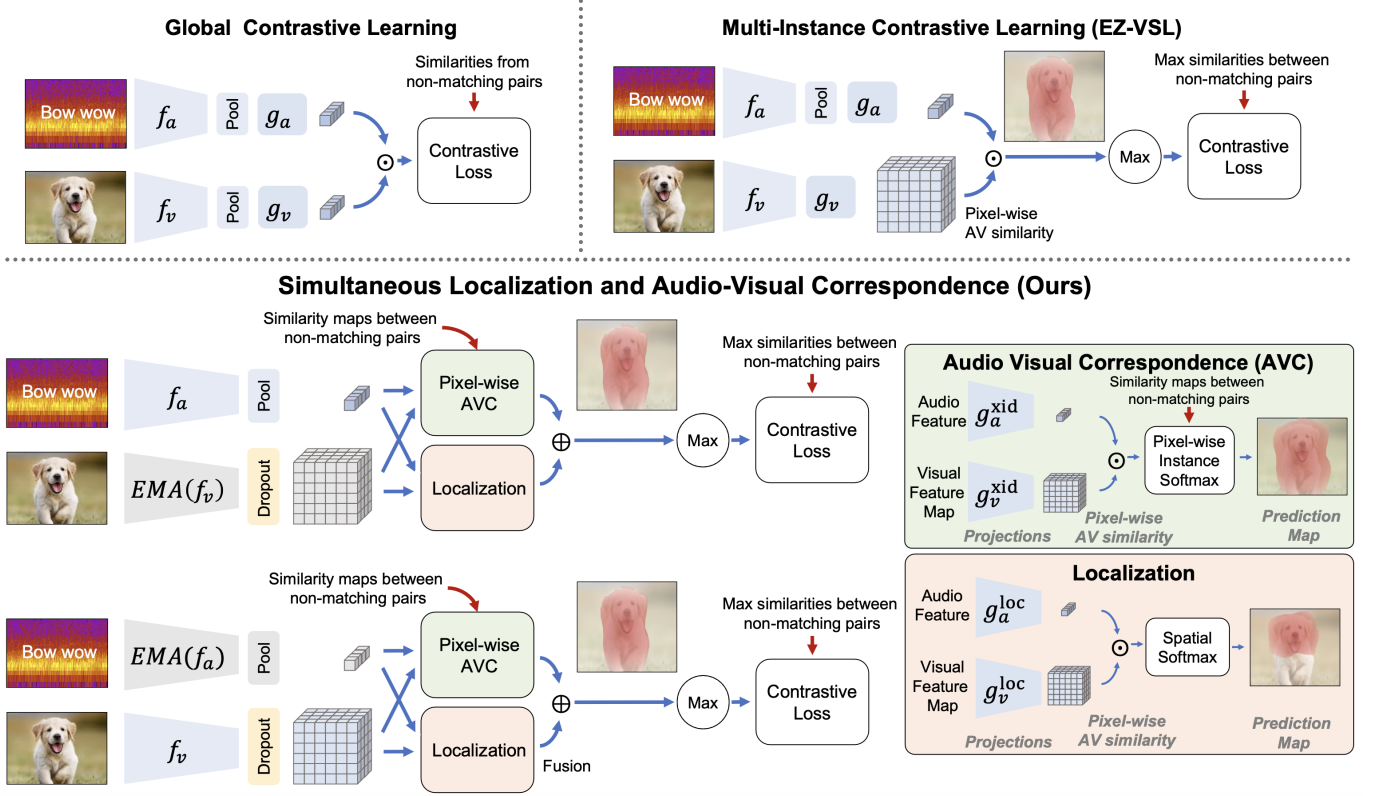 Global Contrastive Learning
Similarities from
non-matching pairs
Bow wow
f_a
Pool
g_a
⊙
Contrastive
Loss
f_v
Pool
g_v
Multi-Instance Contrastive Learning (EZ-VSL)
Max similarities between
non-matching pairs
Bow wow
f_a
Pool
g_a
⊙
Max
Contrastive
Loss
f_v
g_v
Pixel-wise
AV similarity
Simultaneous Localization and Audio-Visual Correspondence (Ours)
Similarity maps between
non-matching pairs
Max similarities between
non-matching pairs
Bow wow
f_a
Pool
Pixel-wise
AVC
⊕
Max
Contrastive
Loss
EMA(f_v)
Dropout
Localization
Similarity maps between
non-matching pairs
Max similarities between
non-matching pairs
Bow wow
EMA(f_a)
Pool
Pixel-wise
AVC
⊕
Max
Contrastive
Loss
f_v
Dropout
Localization
Fusion
Audio Visual Correspondence (AVC)
Similarity maps between
non-matching pairs
Audio
Feature
g_a^xid
⊙
Pixel-wise
Instance
Softmax
Visual
Feature
Map
g_v^xid
Projections
Pixel-wise
AV similarity
Prediction
Map
Localization
Audio
Feature
g_a^loc
⊙
Spatial
Softmax
Visual
Feature
Map
g_v^loc
Projections
Pixel-wise
AV similarity
Prediction
Map